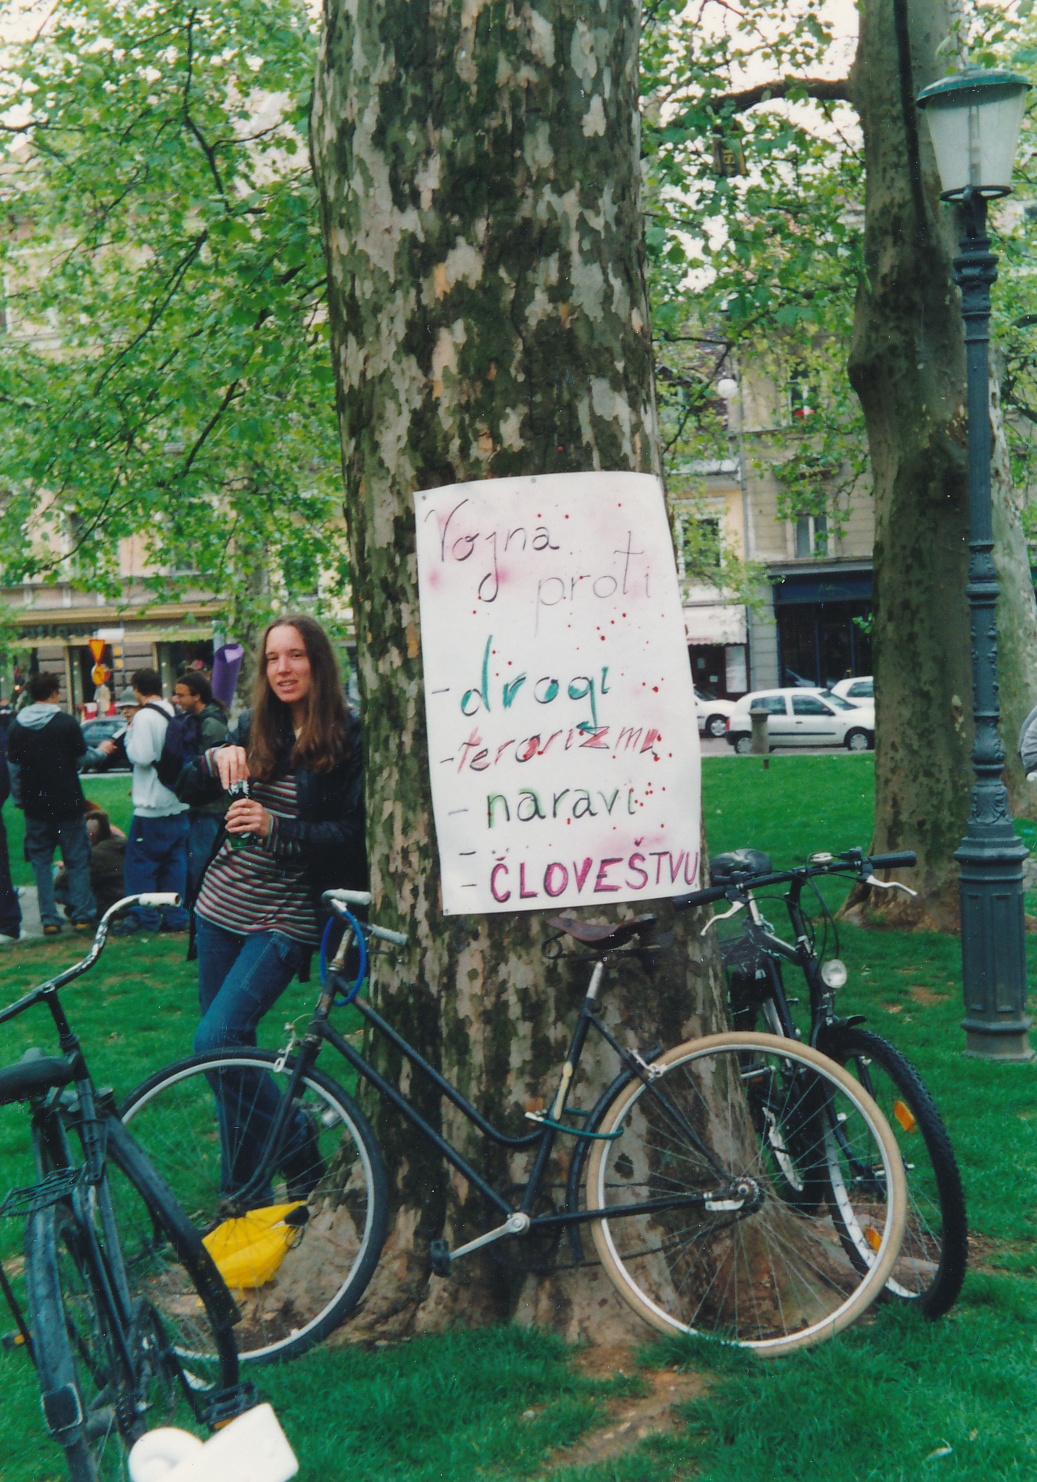 Vojna
proti
- drogi
- terorizmu
- naravi
- ČLOVEŠTVU